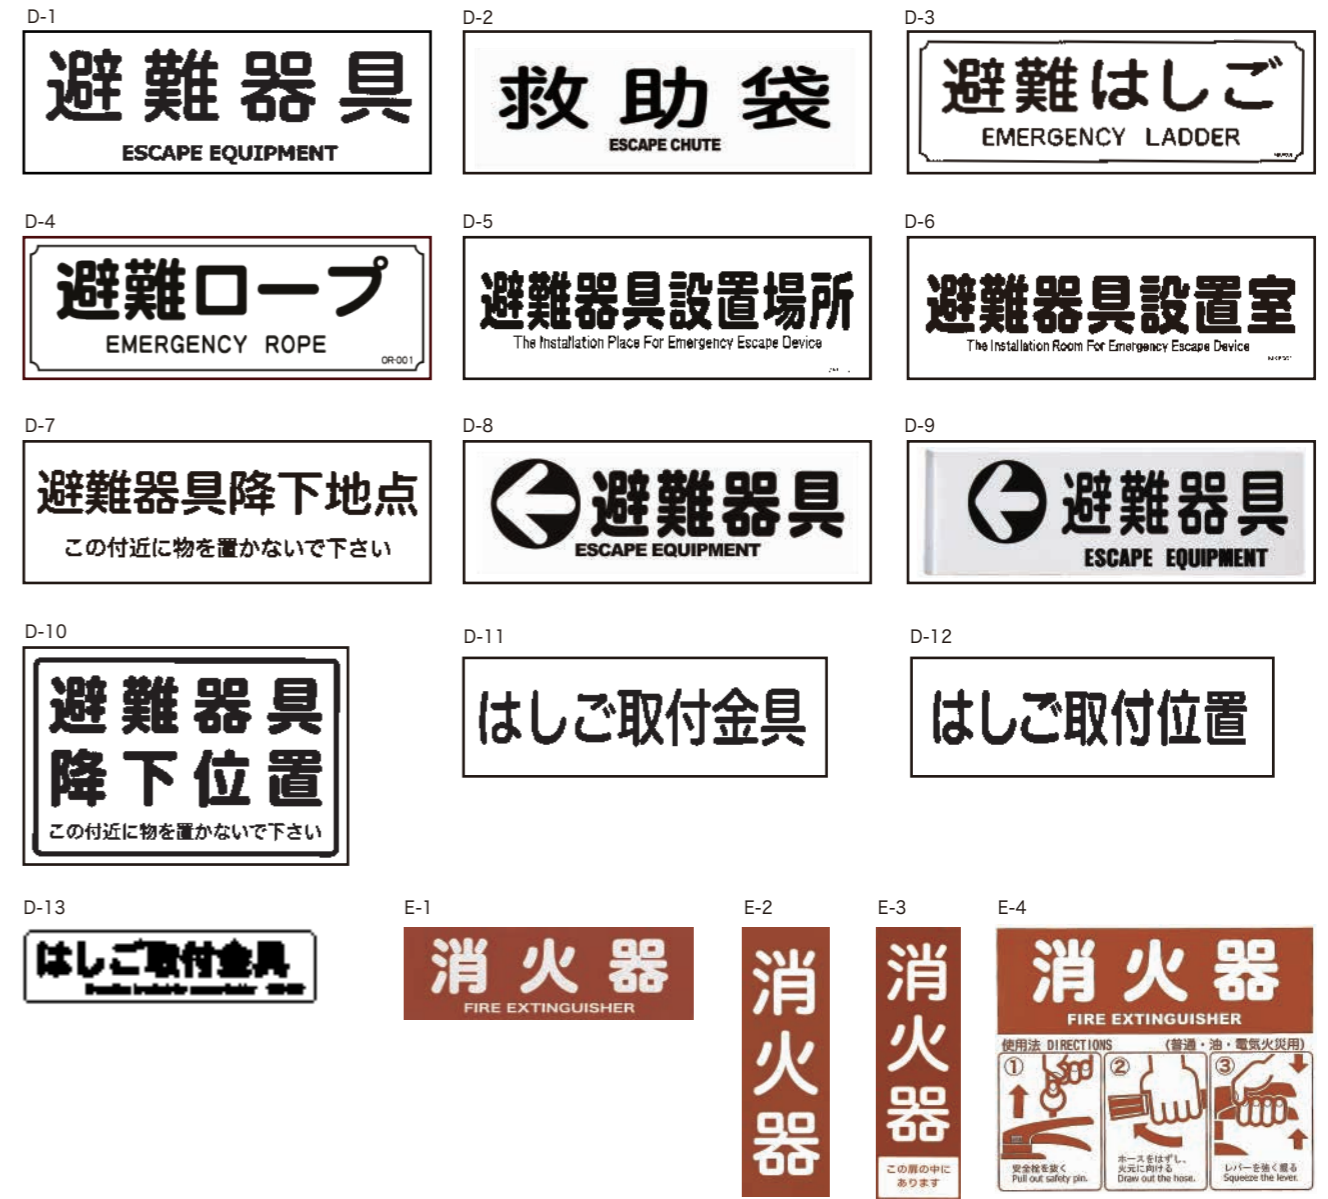 D-1
避難器具
ESCAPE EQUIPMENT
D-2
救助袋
ESCAPE CHUTE
D-3
避難はしご
EMERGENCY LADDER
D-4
避難ロープ
EMERGENCY ROPE
OR-001
D-5
避難器具設置場所
The Installation Place For Emergency Escape Device
D-6
避難器具設置室
The Installation Room For Emergency Escape Device
D-7
避難器具降下地点
この付近に物を置かないで下さい
D-8
避難器具
ESCAPE EQUIPMENT
D-9
避難器具
ESCAPE EQUIPMENT
D-10
避難器具
降下位置
この付近に物を置かないで下さい
D-11
はしご取付金具
D-12
はしご取付位置
D-13
はしご取付金具
E-1
消火器
FIRE EXTINGUISHER
E-2
消火器
E-3
消火器
この扉の中に
あります
E-4
消火器
FIRE EXTINGUISHER
使用法 DIRECTIONS (普通・油・電気火災用)
①
安全栓を抜く
Pull out safety pin.
②
ホースをはずし、
火元に向ける
Draw out the hose.
③
レバーを強く握る
Squeeze the lever.